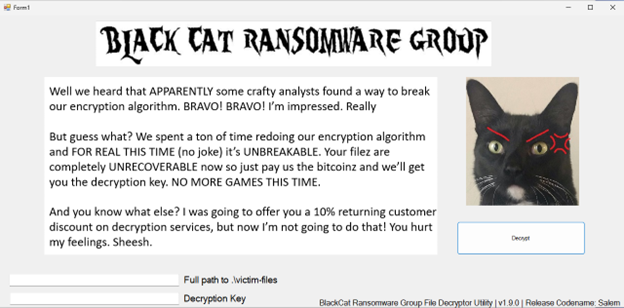 Form1
BLACK CAT RANSOMWARE GROUP
Well we heard that APPARENTLY some crafty analysts found a way to break
our encryption algorithm. BRAVO! BRAVO! I'm impressed. Really
But guess what? We spent a ton of time redoing our encryption algorithm
and FOR REAL THIS TIME (no joke) it's UNBREAKABLE. Your filez are
completely UNRECOVERABLE now so just pay us the bitcoinz and we'll get
you the decryption key. NO MORE GAMES THIS TIME.
And you know what else? I was going to offer you a 10% returning customer
discount on decryption services, but now I'm not going to do that! You hurt
my feelings. Sheesh.
Decrypt
Full path to .\victim-files
Decryption Key
BlackCat Ransomware Group File Decryptor Utility | v1.9.0 | Release Codename: Salem